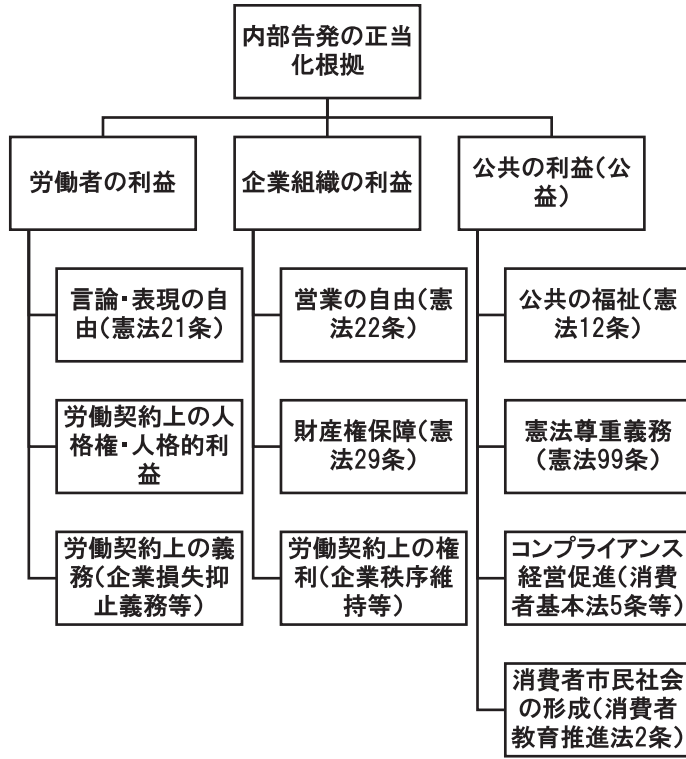 内部告発の正当
化根拠
労働者の利益
企業組織の利益
公共の利益(公
益)
言論・表現の自
由(憲法21条)
労働契約上の人
格権・人格的利
益
労働契約上の義
務(企業損失抑
止義務等)
営業の自由(憲
法22条)
財産権保障(憲
法29条)
労働契約上の権
利(企業秩序維
持等)
公共の福祉(憲
法12条)
憲法尊重義務
(憲法99条)
コンプライアンス
経営促進(消費
者基本法5条等)
消費者市民社会
の形成(消費者
教育推進法2条)